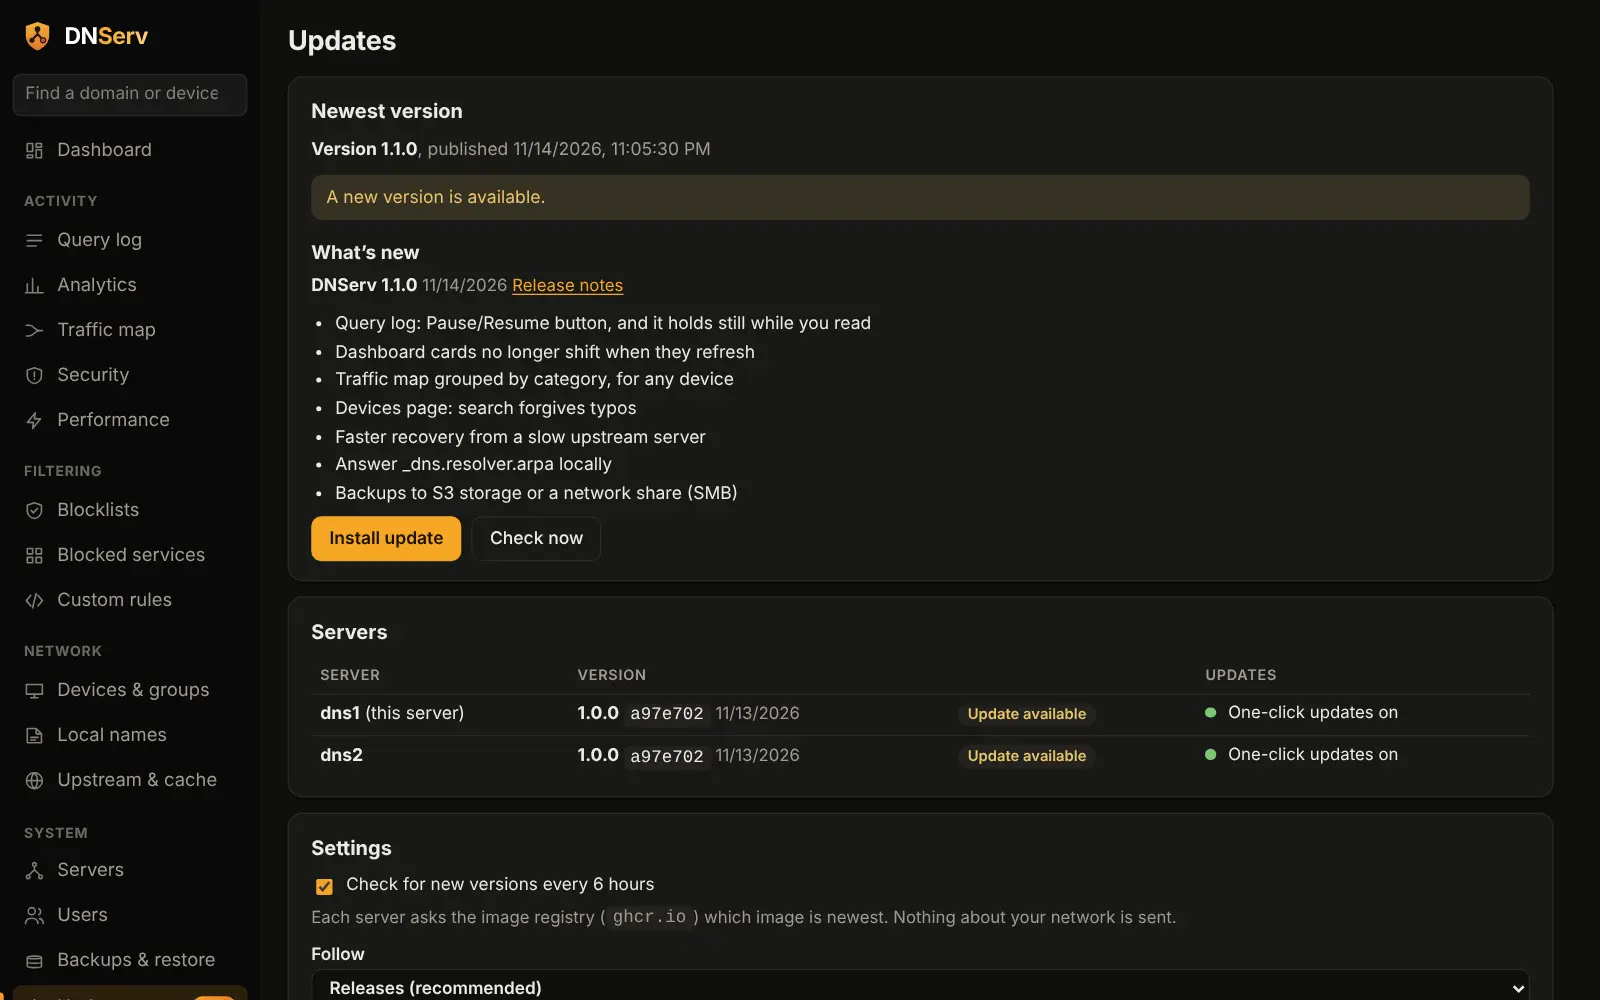 DNServ
Find a domain or device
Dashboard
ACTIVITY
Query log
Analytics
Traffic map
Security
Performance
FILTERING
Blocklists
Blocked services
Custom rules
NETWORK
Devices & groups
Local names
Upstream & cache
SYSTEM
Servers
Users
Backups & restore
Updates
Newest version
Version 1.1.0, published 11/14/2026, 11:05:30 PM
A new version is available.
What's new
DNServ 1.1.0 11/14/2026 Release notes
• Query log: Pause/Resume button, and it holds still while you read
• Dashboard cards no longer shift when they refresh
• Traffic map grouped by category, for any device
• Devices page: search forgives typos
• Faster recovery from a slow upstream server
• Answer _dns.resolver.arpa locally
• Backups to S3 storage or a network share (SMB)
Install update Check now
Servers
SERVER VERSION UPDATES
dns1 (this server) 1.0.0 a97e702 11/13/2026 Update available One-click updates on
dns2 1.0.0 a97e702 11/13/2026 Update available One-click updates on
Settings
Check for new versions every 6 hours
Each server asks the image registry ( ghcr.io ) which image is newest. Nothing about your network is sent.
Follow
Releases (recommended)